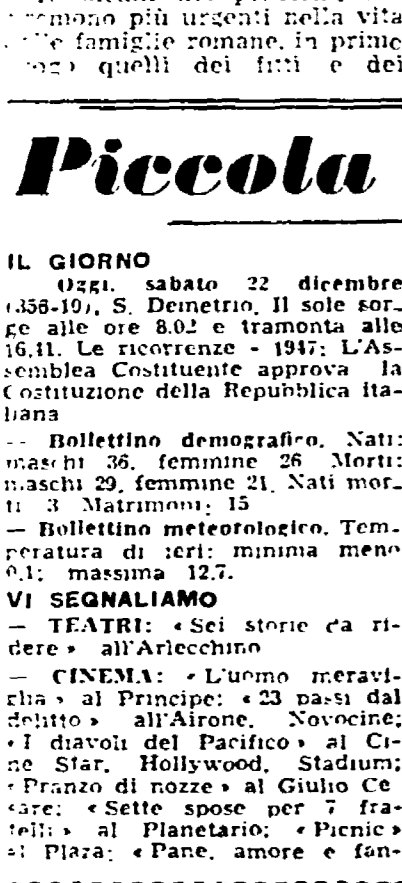 più urgenti nella vita
famiglie romane, in primo
quelli dei fitti e dei
Piccola
IL GIORNO
Oggi, sabato 22 dicembre
(356-10), S. Demetrio, Il sole sor-
ge alle ore 8.02 e tramonta alle
16.41. Le ricorrenze - 1947: L'As-
semblea Costituente approva la
Costituzione della Repubblica ita-
liana
-- Bollettino demografico. Nati:
maschi 36, femmine 26 Morti:
maschi 29, femmine 21, Nati mor-
ti 3 Matrimoni: 15
— Bollettino meteorologico. Tem-
peratura di ieri: minima meno
0.1; massima 12.7.
VI SEGNALIAMO
— TEATRI: « Sei storie da ri-
dere » all'Arlecchino
— CINEMA: « L'uomo meravi-
glia » al Principe; « 23 passi dal
delitto » all'Airone, Novocine;
« I diavoli del Pacifico » al Ci-
ne Star, Hollywood, Stadium;
« Pranzo di nozze » al Giulio Ce
sare; « Sette spose per 7 fra-
telli » al Planetario; « Picnic »
al Plaza; « Pane, amore e fan-